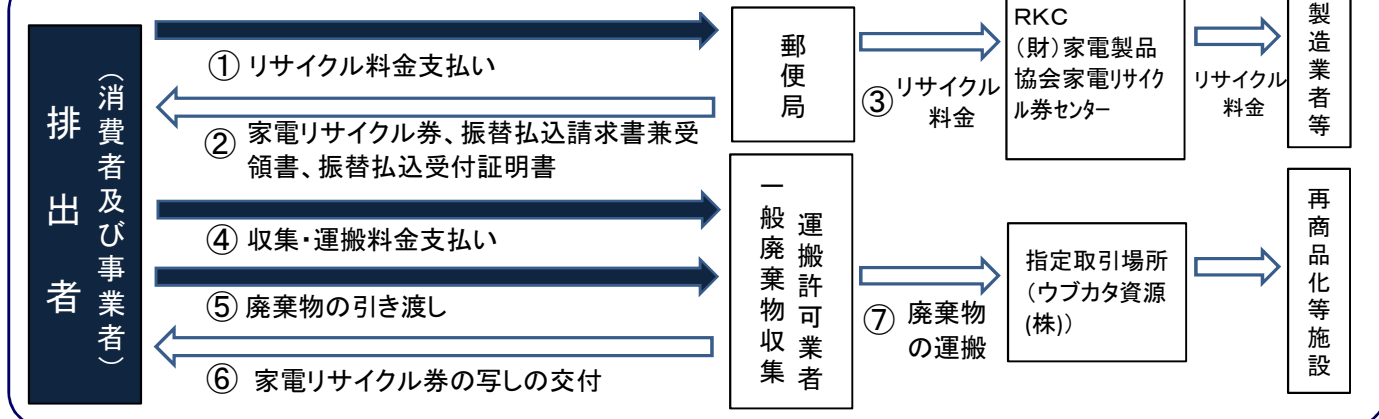 排出者
（消費者及び事業者）
① リサイクル料金支払い
② 家電リサイクル券、振替払込請求書兼受
領書、振替払込受付証明書
郵便局
③ リサイクル
料金
RKC
（財）家電製品
協会家電リサイク
ル券センター
リサイクル
料金
製造業者等
④ 収集・運搬料金支払い
⑤ 廃棄物の引き渡し
⑥ 家電リサイクル券の写しの交付
一般廃棄物収集
運搬許可業者
⑦ 廃棄物
の運搬
指定取引場所
（ウブカタ資源
(株)）
再商品化等施設